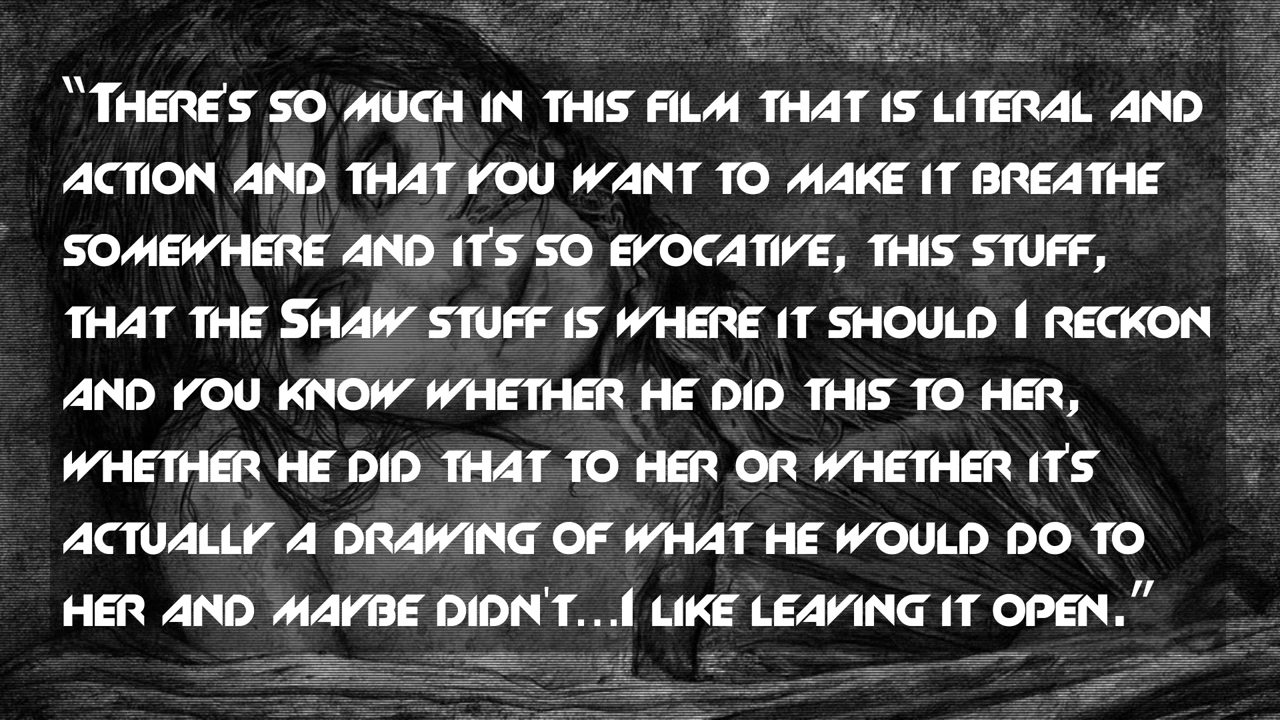 “There's so much in this film that is literal and
action and that you want to make it breathe
somewhere and it's so evocative, this stuff,
that the Shaw stuff is where it should I reckon
and you know whether he did this to her,
whether he did that to her or whether it's
actually a drawing of what he would do to
her and maybe didn't...I like leaving it open.”